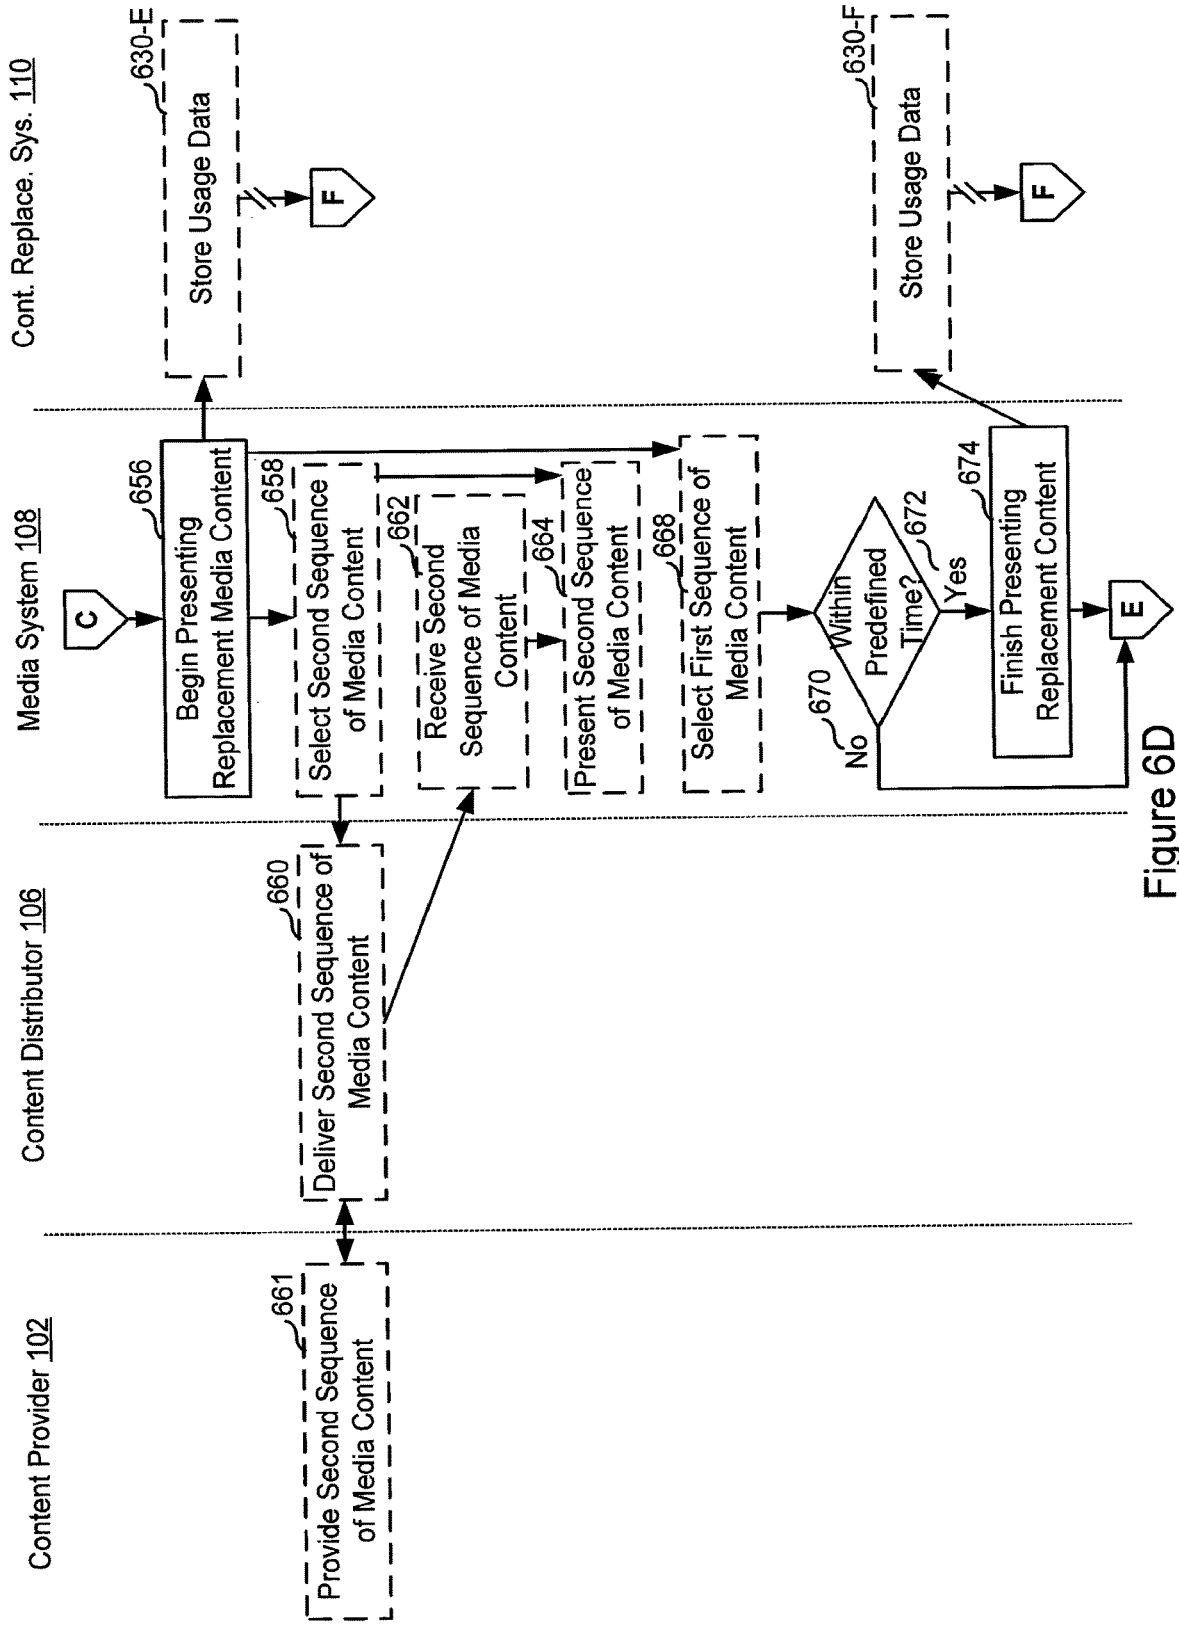 Content Provider 102
Content Distributor 106
Media System 108
Cont. Replace. Sys. 110
C
656
Begin Presenting
Replacement Media Content
630-E
Store Usage Data
F
658
Select Second Sequence
of Media Content
660
Deliver Second Sequence of
Media Content
661
Provide Second Sequence
of Media Content
662
Receive Second
Sequence of Media
Content
664
Present Second Sequence
of Media Content
668
Select First Sequence of
Media Content
Within
Predefined
Time?
670
No
672
Yes
674
Finish Presenting
Replacement Content
630-F
Store Usage Data
F
E
Figure 6D